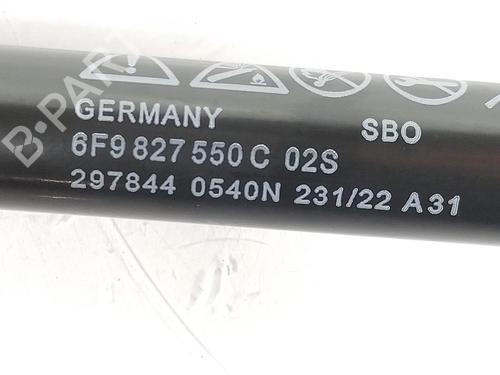 GERMANY SBO
6F9 827 550 C 02S
297844 0540N 231/22 A31
B-PARTS